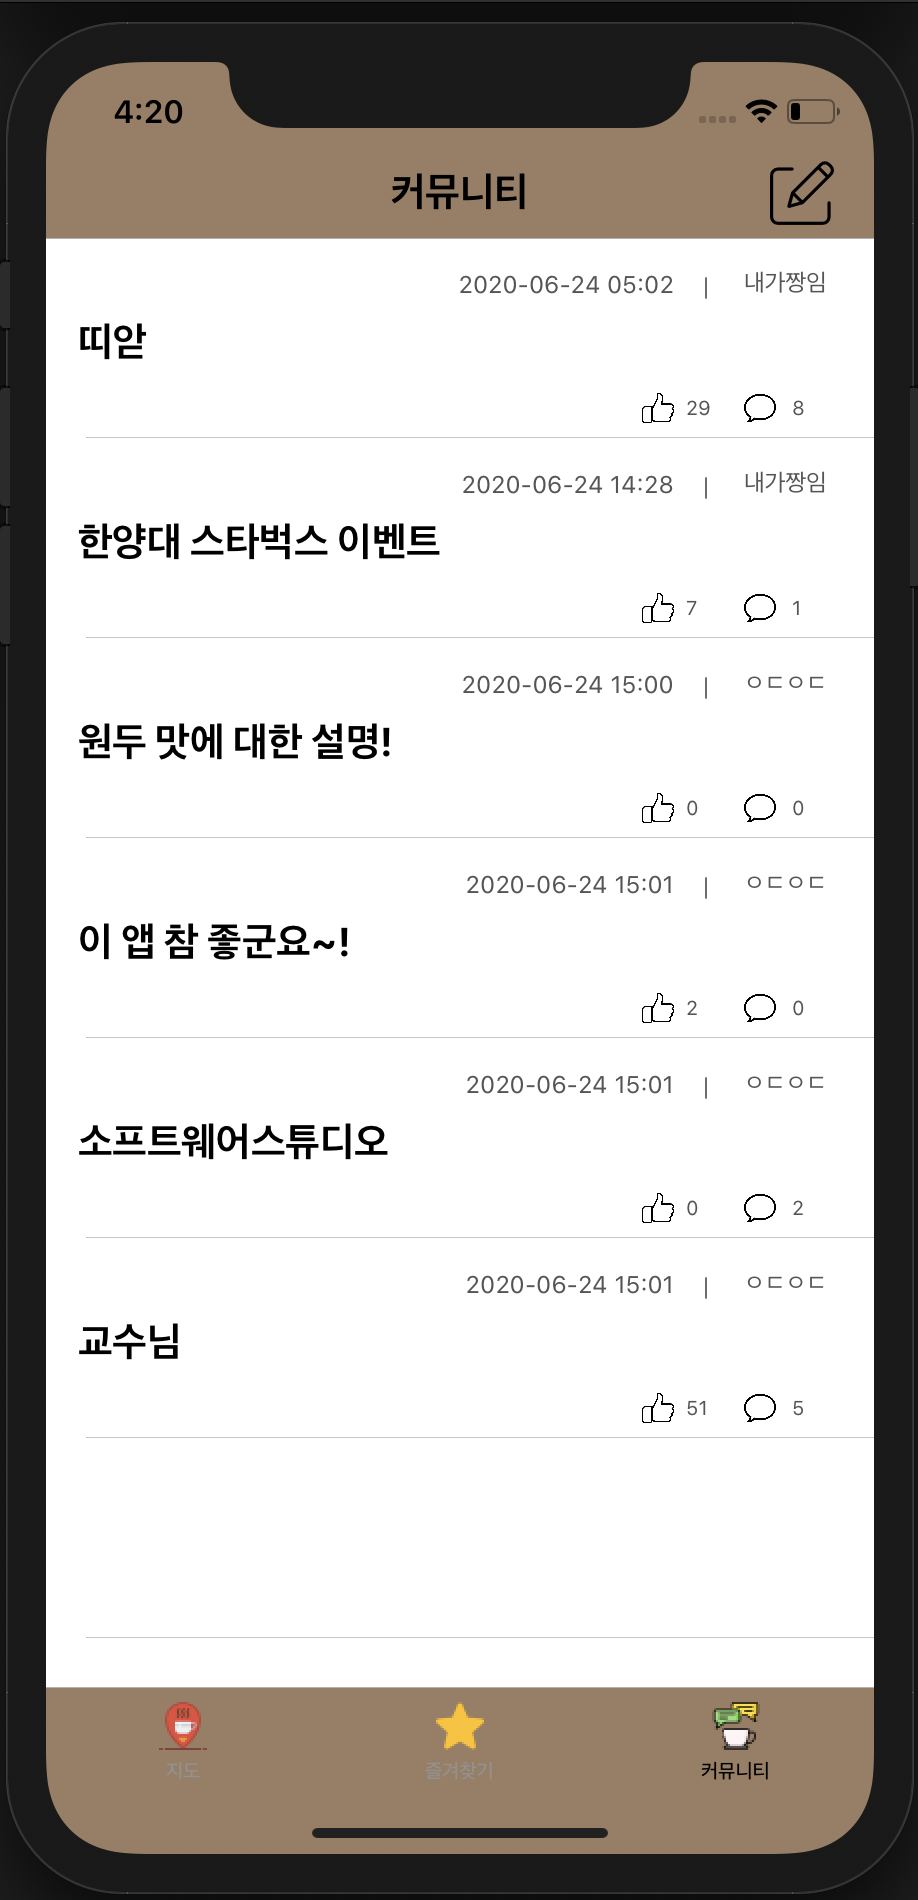 4:20
커뮤니티
2020-06-24 05:02 | 내가짱임
띠앋
29 8
2020-06-24 14:28 | 내가짱임
한양대 스타벅스 이벤트
7 1
2020-06-24 15:00 | ㅇㄷㅇㄷ
원두 맛에 대한 설명!
0 0
2020-06-24 15:01 | ㅇㄷㅇㄷ
이 앱 참 좋군요~!
2 0
2020-06-24 15:01 | ㅇㄷㅇㄷ
소프트웨어스튜디오
0 2
2020-06-24 15:01 | ㅇㄷㅇㄷ
교수님
51 5
지도 즐겨찾기 커뮤니티